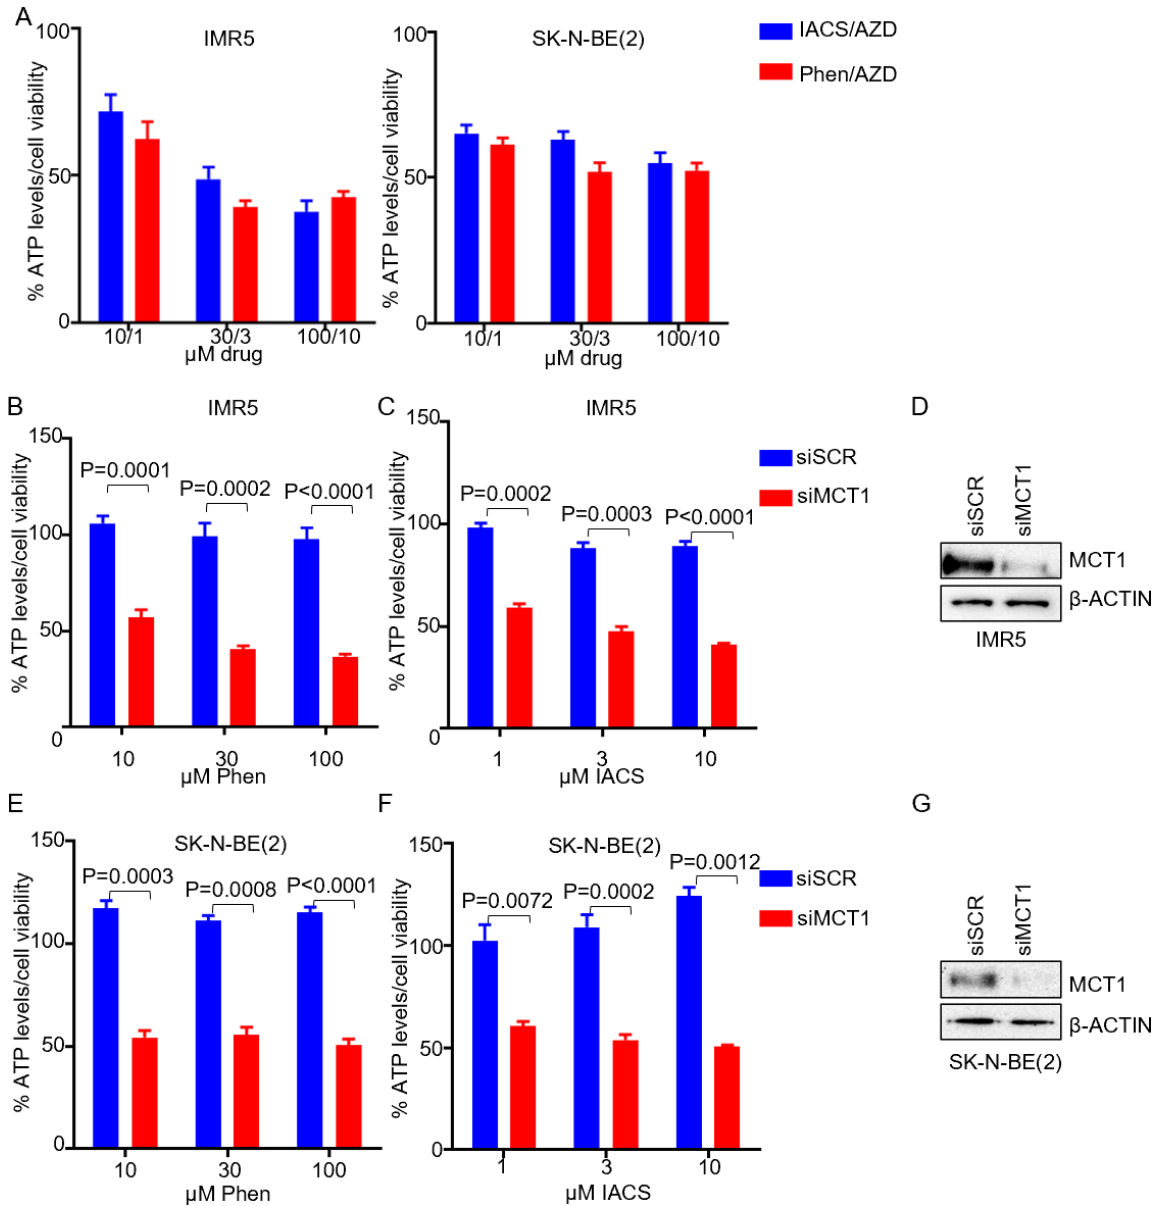 A
IMR5
SK-N-BE(2)
IACS/AZD
Phen/AZD
% ATP levels/cell viability
100
50
0
10/1
30/3
100/10
µM drug
% ATP levels/cell viability
100
50
0
10/1
30/3
100/10
µM drug
B
IMR5
% ATP levels/cell viability
150
100
50
0
P=0.0001
P=0.0002
P<0.0001
10
30
100
µM Phen
C
IMR5
% ATP levels/cell viability
150
100
50
0
P=0.0002
P=0.0003
P<0.0001
1
3
10
µM IACS
siSCR
siMCT1
D
siSCR
siMCT1
MCT1
β-ACTIN
IMR5
E
SK-N-BE(2)
% ATP levels/cell viability
150
100
50
0
P=0.0003
P=0.0008
P<0.0001
10
30
100
µM Phen
F
SK-N-BE(2)
% ATP levels/cell viability
150
100
50
0
P=0.0072
P=0.0002
P=0.0012
1
3
10
µM IACS
siSCR
siMCT1
G
siSCR
siMCT1
MCT1
β-ACTIN
SK-N-BE(2)